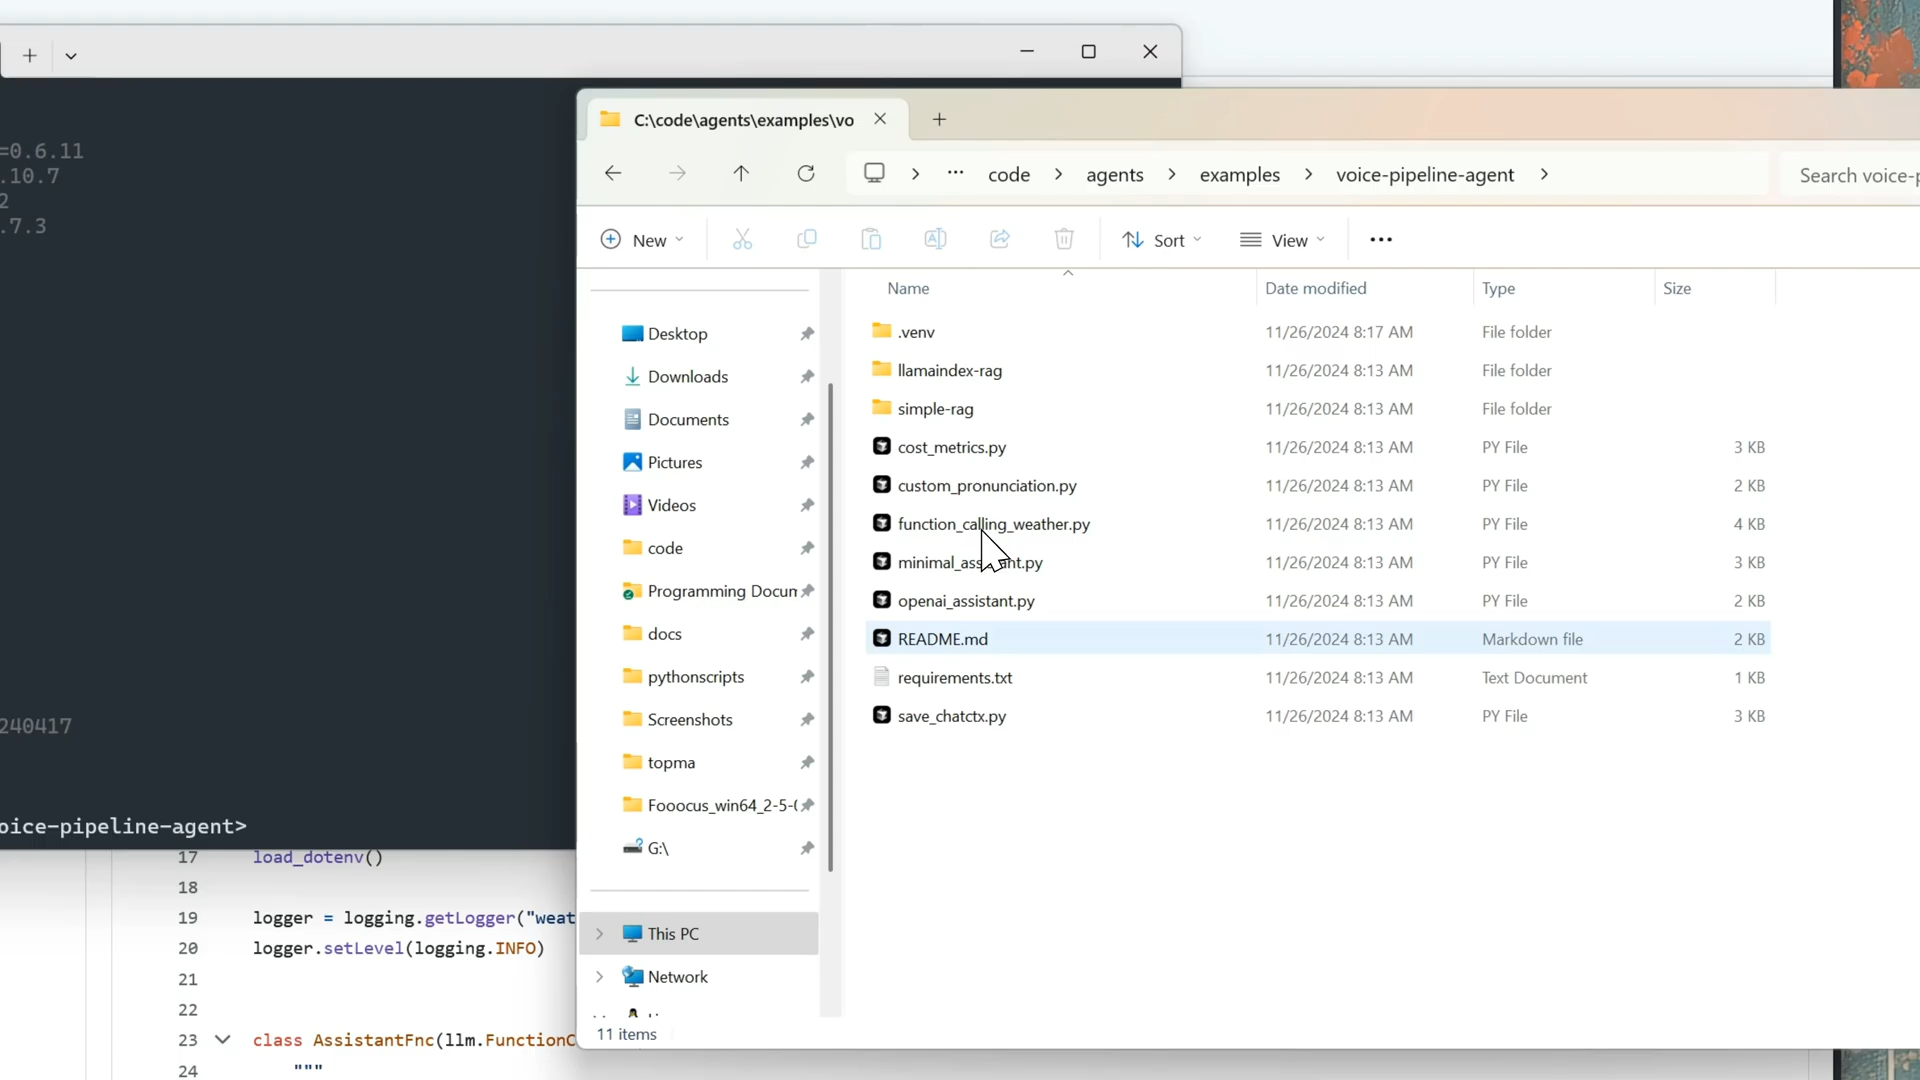 =0.6.11
.10.7
2
.7.3
240417
oice-pipeline-agent>
17 load_dotenv()
18
19 logger = logging.getLogger("weat
20 logger.setLevel(logging.INFO)
21
22
23 class AssistantFnc(llm.FunctionC
24 """
C:\code\agents\examples\vo
code > agents > examples > voice-pipeline-agent >
Search voice-p
New Sort View
Name Date modified Type Size
Desktop
Downloads
Documents
Pictures
Videos
code
Programming Docum
docs
pythonscripts
Screenshots
topma
Fooocus_win64_2-5-(
G:\
This PC
Network
.venv 11/26/2024 8:17 AM File folder
llamaindex-rag 11/26/2024 8:13 AM File folder
simple-rag 11/26/2024 8:13 AM File folder
cost_metrics.py 11/26/2024 8:13 AM PY File 3 KB
custom_pronunciation.py 11/26/2024 8:13 AM PY File 2 KB
function_calling_weather.py 11/26/2024 8:13 AM PY File 4 KB
minimal_assistant.py 11/26/2024 8:13 AM PY File 3 KB
openai_assistant.py 11/26/2024 8:13 AM PY File 2 KB
README.md 11/26/2024 8:13 AM Markdown file 2 KB
requirements.txt 11/26/2024 8:13 AM Text Document 1 KB
save_chatctx.py 11/26/2024 8:13 AM PY File 3 KB
11 items